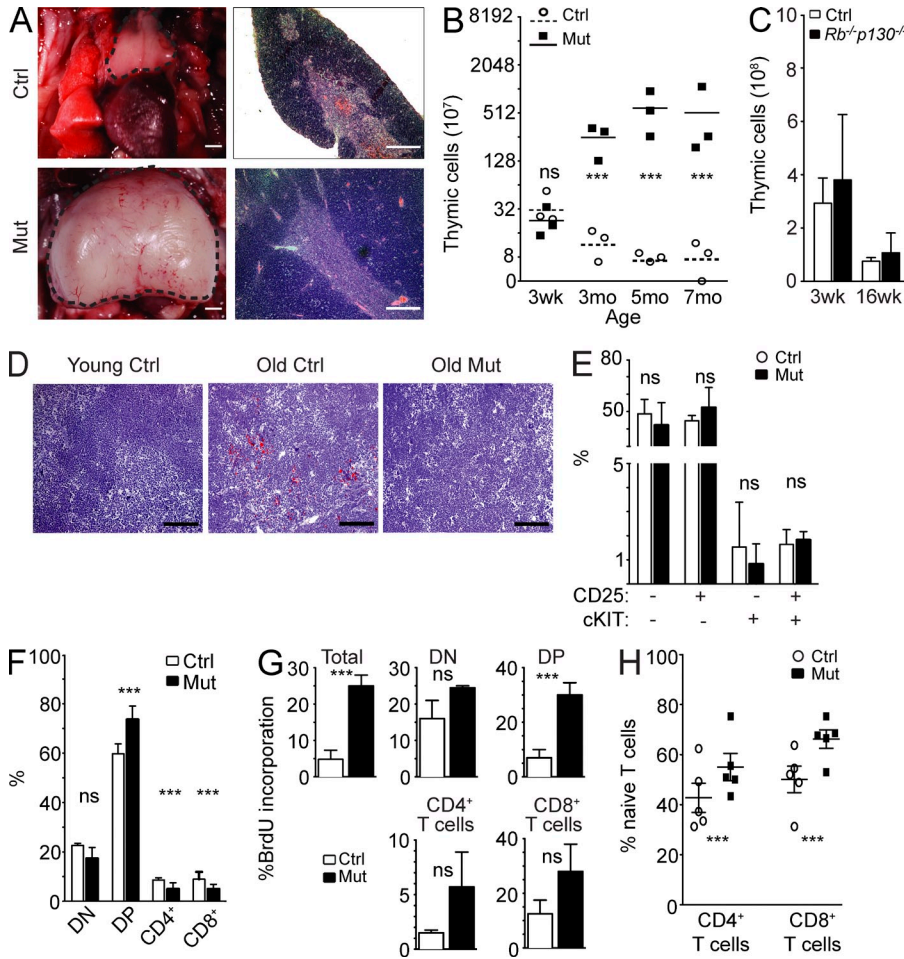 A
Ctrl
Mut
B
8192
2048
512
128
32
8
0
Thymic cells (10⁷)
Ctrl
Mut
ns
***
***
***
3wk 3mo 5mo 7mo
Age
C
Ctrl
Rb⁻/⁻p130⁻/⁻
10
8
6
4
2
0
Thymic cells (10⁸)
3wk 16wk
D
Young Ctrl
Old Ctrl
Old Mut
E
Ctrl
Mut
80
50
5
1
%
ns
ns
ns
ns
CD25: - + - +
cKIT: - - + +
F
100
80
60
40
20
0
%
Ctrl
Mut
ns
***
***
***
DN DP CD4⁺ CD8⁺
G
%BrdU incorporation
Total
***
30
25
20
15
10
5
0
DN
ns
30
20
10
0
DP
***
40
20
0
Ctrl
Mut
CD4⁺
T cells
ns
10
5
0
CD8⁺
T cells
ns
40
20
0
H
Ctrl
Mut
100
80
60
40
20
0
% naive T cells
***
***
CD4⁺
T cells
CD8⁺
T cells